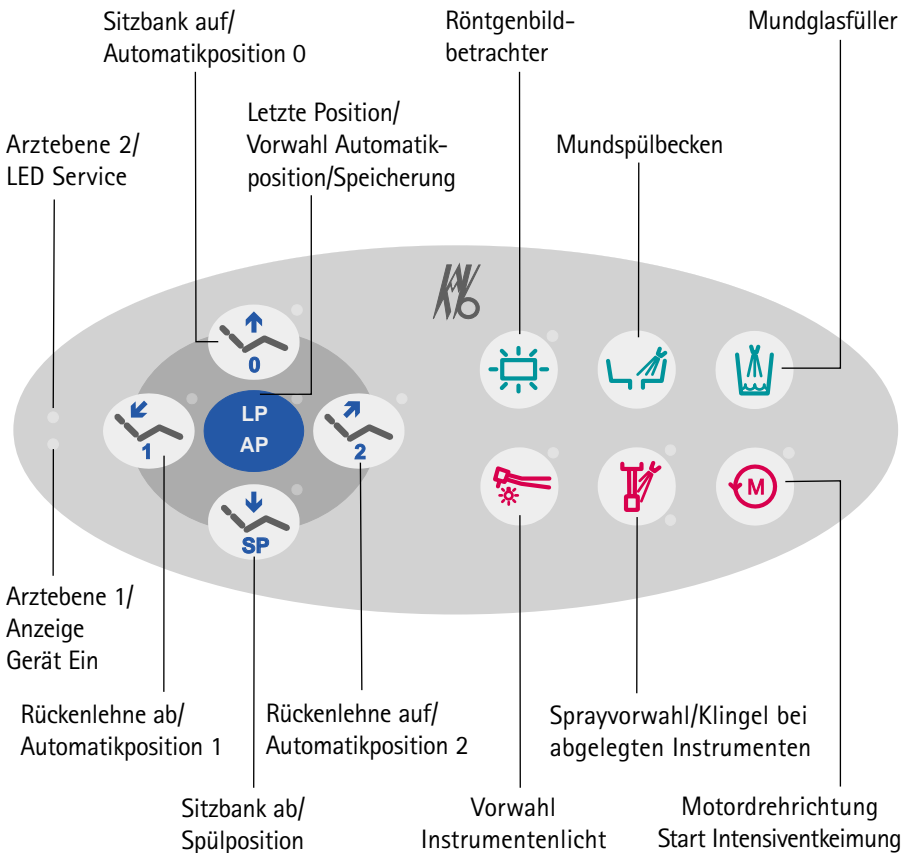 Sitzbank auf/
Automatikposition 0
Röntgenbild-
betrachter
Mundglasfüller
Letzte Position/
Vorwahl Automatik-
position/Speicherung
Arztebene 2/
LED Service
Mundspülbecken
KAVO
0
LP
AP
1
2
SP
M
Arztebene 1/
Anzeige
Gerät Ein
Rückenlehne ab/
Automatikposition 1
Rückenlehne auf/
Automatikposition 2
Sprayvorwahl/Klingel bei
abgelegten Instrumenten
Sitzbank ab/
Spülposition
Vorwahl
Instrumentenlicht
Motordrehrichtung
Start Intensiventkeimung